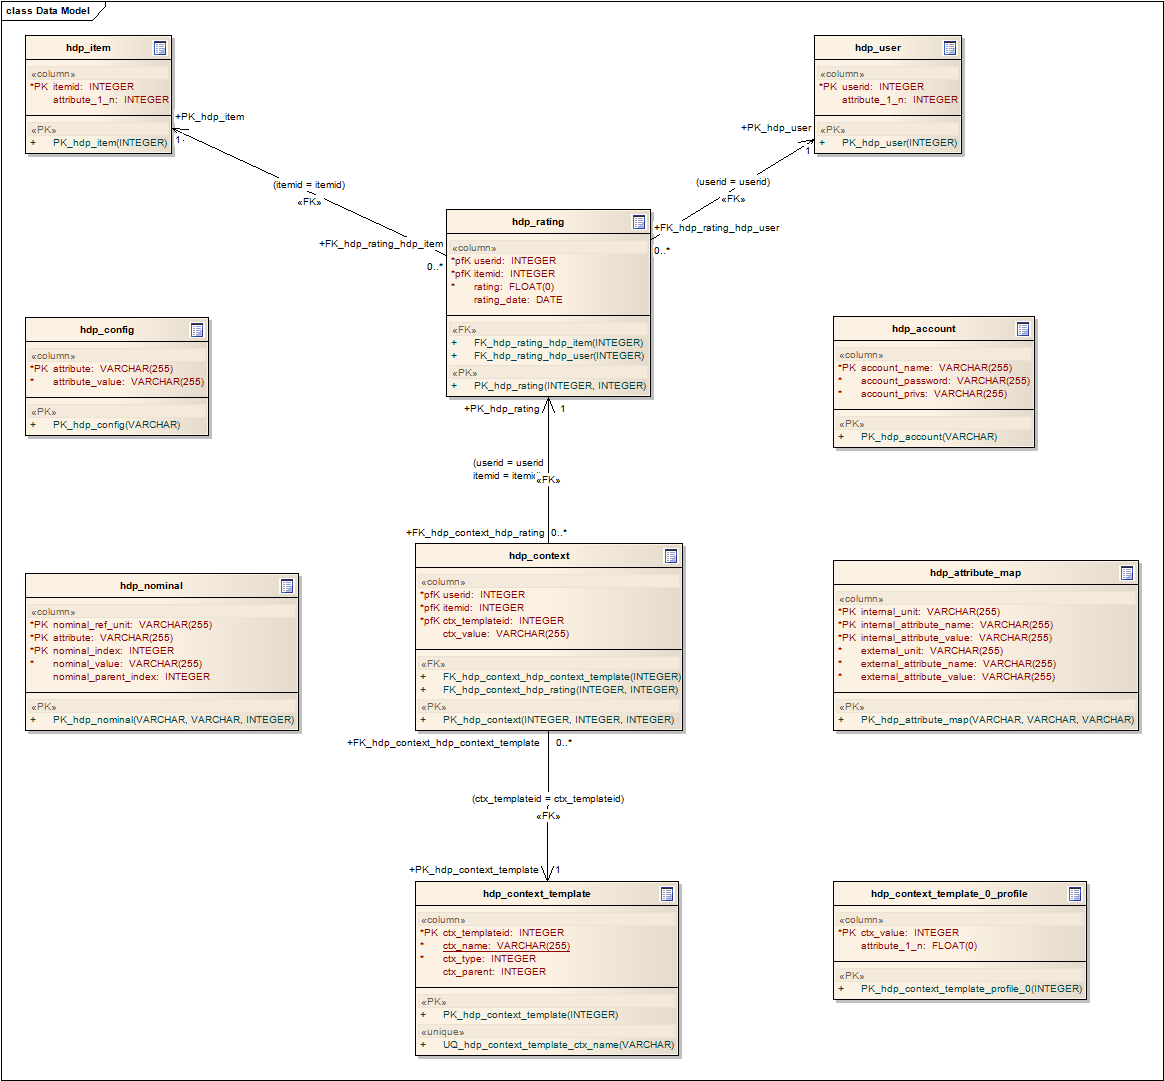 class Data Model
hdp_item
«column»
*PK itemid: INTEGER
attribute_1_n: INTEGER
«PK»
+ PK_hdp_item(INTEGER)
hdp_user
«column»
*PK userid: INTEGER
attribute_1_n: INTEGER
«PK»
+ PK_hdp_user(INTEGER)
+PK_hdp_item
1
(itemid = itemid)
«FK»
+FK_hdp_rating_hdp_item
0..*
+PK_hdp_user
1
(userid = userid)
«FK»
+FK_hdp_rating_hdp_user
0..*
hdp_rating
«column»
*pfK userid: INTEGER
*pfK itemid: INTEGER
* rating: FLOAT(0)
rating_date: DATE
«FK»
+ FK_hdp_rating_hdp_item(INTEGER)
+ FK_hdp_rating_hdp_user(INTEGER)
«PK»
+ PK_hdp_rating(INTEGER, INTEGER)
hdp_config
«column»
*PK attribute: VARCHAR(255)
* attribute_value: VARCHAR(255)
«PK»
+ PK_hdp_config(VARCHAR)
hdp_account
«column»
*PK account_name: VARCHAR(255)
* account_password: VARCHAR(255)
* account_privs: VARCHAR(255)
«PK»
+ PK_hdp_account(VARCHAR)
+PK_hdp_rating 1
(userid = userid
itemid = itemid
«FK»
+FK_hdp_context_hdp_rating 0..*
hdp_context
«column»
*pfK userid: INTEGER
*pfK itemid: INTEGER
*pfK ctx_templateid: INTEGER
ctx_value: VARCHAR(255)
«FK»
+ FK_hdp_context_hdp_context_template(INTEGER)
+ FK_hdp_context_hdp_rating(INTEGER, INTEGER)
«PK»
+ PK_hdp_context(INTEGER, INTEGER, INTEGER)
hdp_nominal
«column»
*PK nominal_ref_unit: VARCHAR(255)
*PK attribute: VARCHAR(255)
*PK nominal_index: INTEGER
* nominal_value: VARCHAR(255)
nominal_parent_index: INTEGER
«PK»
+ PK_hdp_nominal(VARCHAR, VARCHAR, INTEGER)
hdp_attribute_map
«column»
*PK internal_unit: VARCHAR(255)
*PK internal_attribute_name: VARCHAR(255)
*PK internal_attribute_value: VARCHAR(255)
* external_unit: VARCHAR(255)
* external_attribute_name: VARCHAR(255)
* external_attribute_value: VARCHAR(255)
«PK»
+ PK_hdp_attribute_map(VARCHAR, VARCHAR, VARCHAR)
+FK_hdp_context_hdp_context_template 0..*
(ctx_templateid = ctx_templateid)
«FK»
+PK_hdp_context_template 1
hdp_context_template
«column»
*PK ctx_templateid: INTEGER
* ctx_name: VARCHAR(255)
* ctx_type: INTEGER
ctx_parent: INTEGER
«PK»
+ PK_hdp_context_template(INTEGER)
«unique»
+ UQ_hdp_context_template_ctx_name(VARCHAR)
hdp_context_template_0_profile
«column»
*PK ctx_value: INTEGER
attribute_1_n: FLOAT(0)
«PK»
+ PK_hdp_context_template_profile_0(INTEGER)